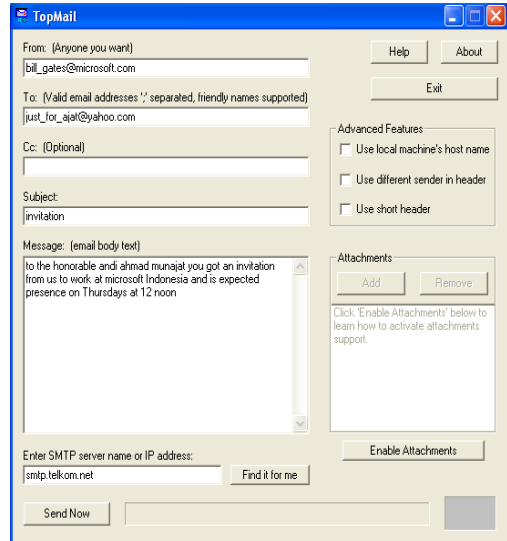 TopMail
From: (Anyone you want)
bill_gates@microsoft.com
Help
About
Exit
To: (Valid email addresses ';' separated, friendly names supported)
just_for_ajat@yahoo.com
Cc: (Optional)
Subject:
invitation
Advanced Features
Use local machine's host name
Use different sender in header
Use short header
Message: (email body text)
to the honorable andi ahmad munajat you got an invitation
from us to work at microsoft Indonesia and is expected
presence on Thursdays at 12 noon
Attachments
Add
Remove
Click 'Enable Attachments' below to
learn how to activate attachments
support.
Enable Attachments
Enter SMTP server name or IP address:
smtp.telkom.net
Find it for me
Send Now